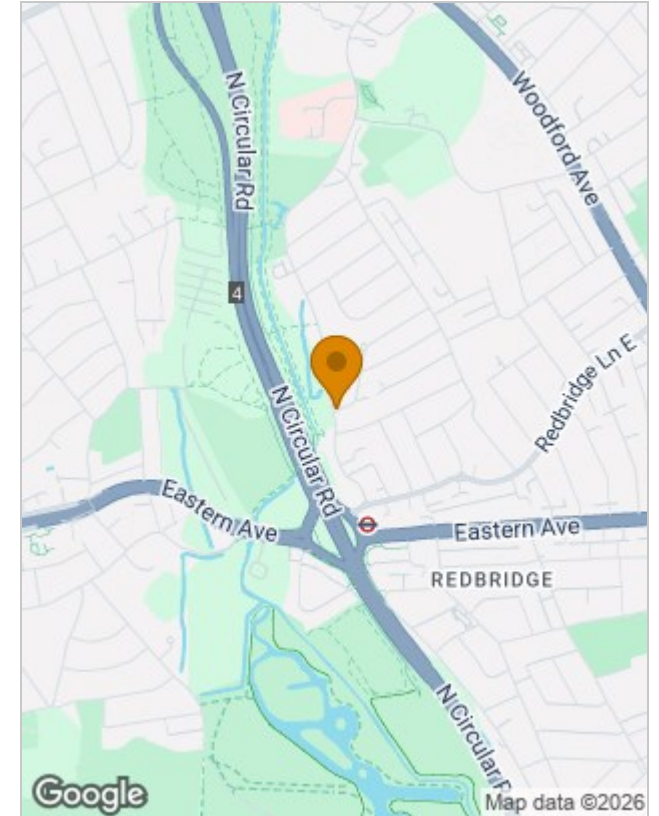 N Circular Rd
Woodford Ave
4
Redbridge Ln E
N Circular Rd
Eastern Ave
Eastern Ave
REDBRIDGE
N Circular R
Google
Map data ©2026